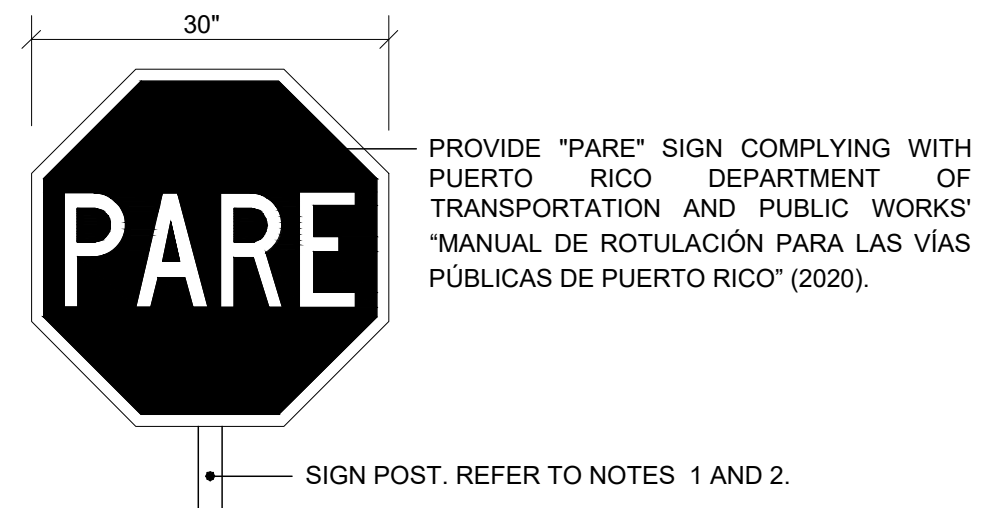 30"
PROVIDE "PARE" SIGN COMPLYING WITH
PUERTO RICO DEPARTMENT OF
TRANSPORTATION AND PUBLIC WORKS'
“MANUAL DE ROTULACIÓN PARA LAS VÍAS
PÚBLICAS DE PUERTO RICO” (2020).
PARE
SIGN POST. REFER TO NOTES 1 AND 2.